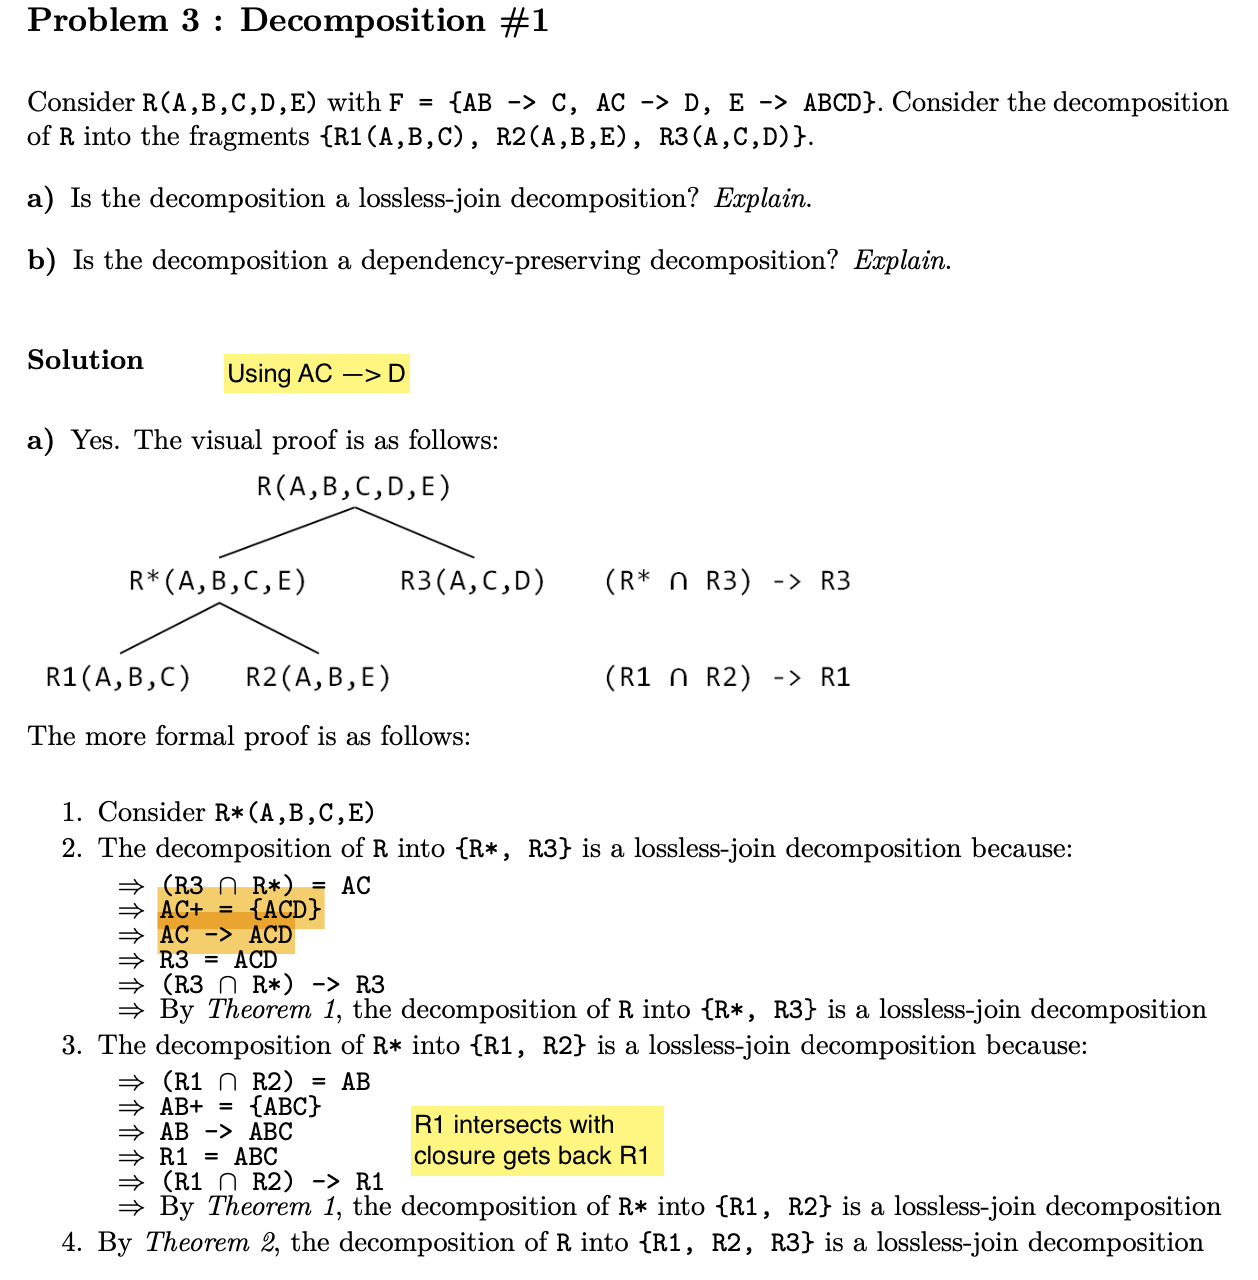 Problem 3 : Decomposition #1
Consider R(A,B,C,D,E) with F = {AB -> C, AC -> D, E -> ABCD}. Consider the decomposition
of R into the fragments {R1(A,B,C), R2(A,B,E), R3(A,C,D)}.
a) Is the decomposition a lossless-join decomposition? Explain.
b) Is the decomposition a dependency-preserving decomposition? Explain.
Solution
Using AC —> D
a) Yes. The visual proof is as follows:
R(A,B,C,D,E)
R*(A,B,C,E) R3(A,C,D) (R* ∩ R3) -> R3
R1(A,B,C) R2(A,B,E) (R1 ∩ R2) -> R1
The more formal proof is as follows:
1. Consider R*(A,B,C,E)
2. The decomposition of R into {R*, R3} is a lossless-join decomposition because:
⇒ (R3 ∩ R*) = AC
⇒ AC+ = {ACD}
⇒ AC -> ACD
⇒ R3 = ACD
⇒ (R3 ∩ R*) -> R3
⇒ By Theorem 1, the decomposition of R into {R*, R3} is a lossless-join decomposition
3. The decomposition of R* into {R1, R2} is a lossless-join decomposition because:
⇒ (R1 ∩ R2) = AB
⇒ AB+ = {ABC}
⇒ AB -> ABC
⇒ R1 = ABC
⇒ (R1 ∩ R2) -> R1
R1 intersects with
closure gets back R1
⇒ By Theorem 1, the decomposition of R* into {R1, R2} is a lossless-join decomposition
4. By Theorem 2, the decomposition of R into {R1, R2, R3} is a lossless-join decomposition